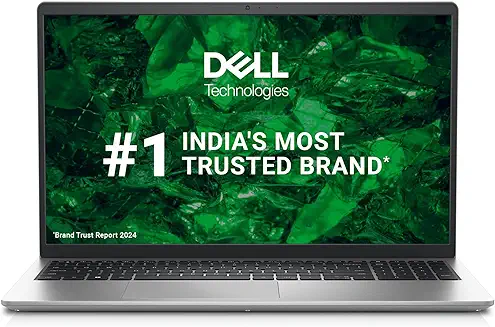 DELL
Technologies
#1 INDIA'S MOST
TRUSTED BRAND*
*Brand Trust Report 2024